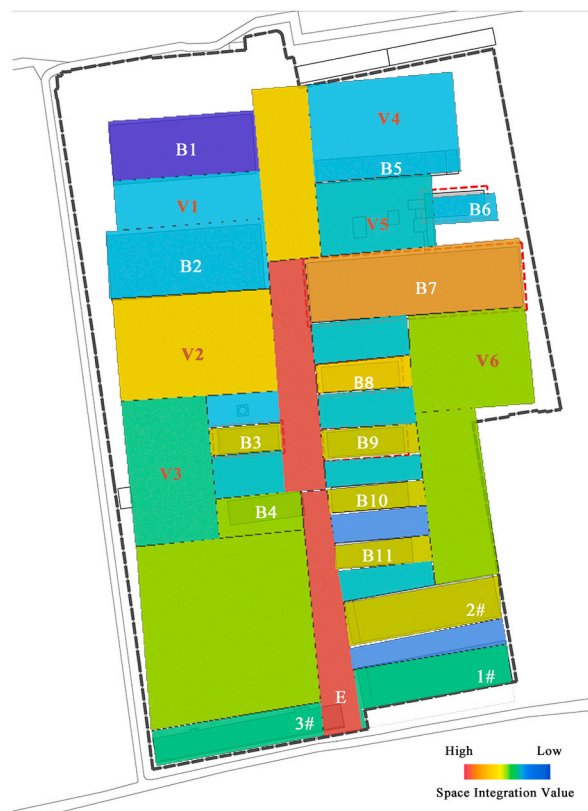 V4
B1
B5
V1
B6
V5
B2
B7
V2
V6
B8
B3
B9
V3
B10
B4
B11
2#
1#
E
3#
High Low
Space Integration Value